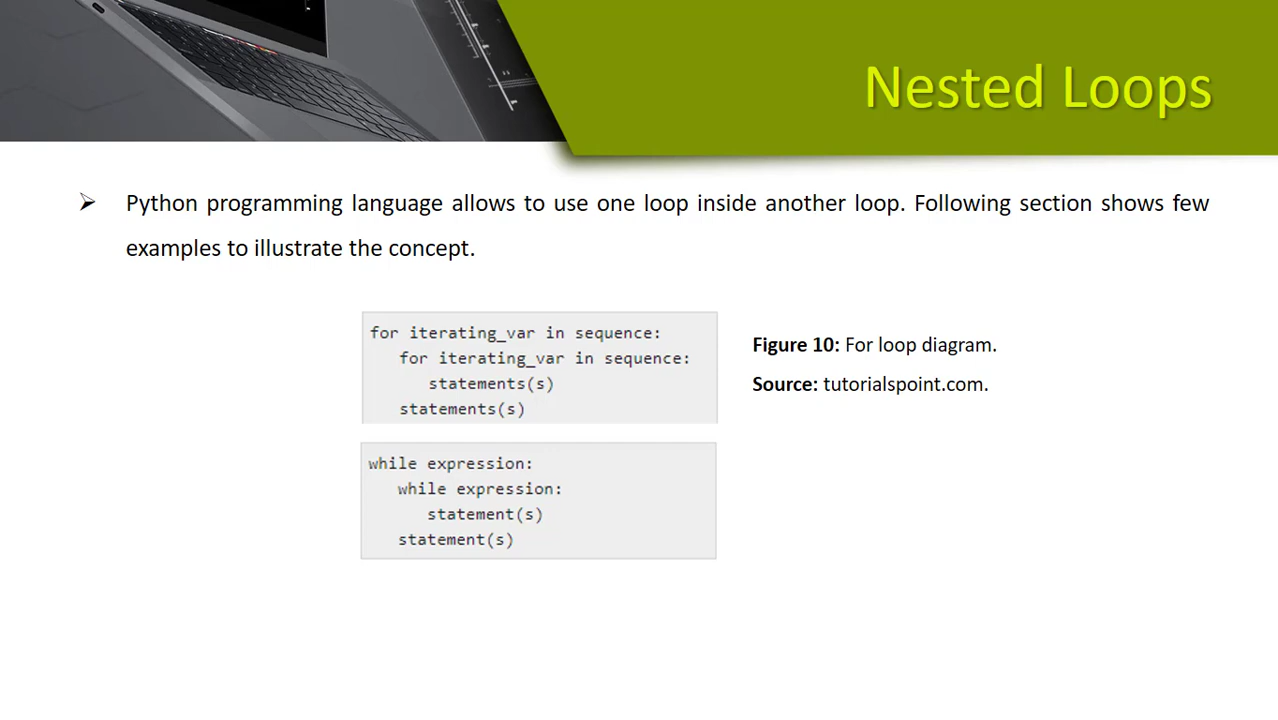 Nested Loops
Python programming language allows to use one loop inside another loop. Following section shows few
examples to illustrate the concept.
for iterating_var in sequence:
   for iterating_var in sequence:
      statements(s)
   statements(s)
Figure 10: For loop diagram.
Source: tutorialspoint.com.
while expression:
   while expression:
      statement(s)
   statement(s)